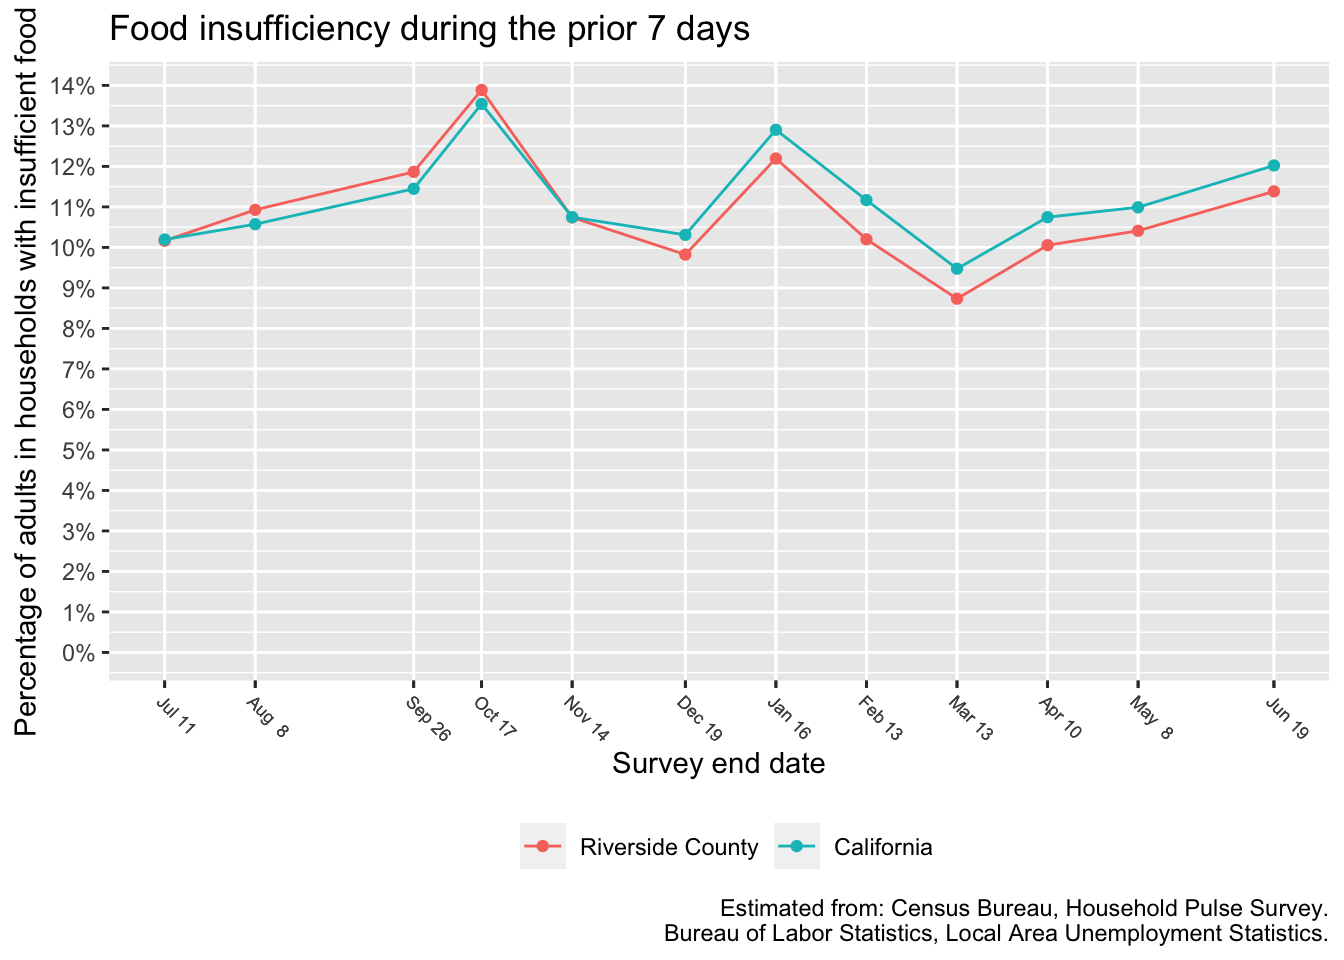 Food insufficiency during the prior 7 days
Percentage of adults in households with insufficient food
14%
13%
12%
11%
10%
9%
8%
7%
6%
5%
4%
3%
2%
1%
0%
Jul 11
Aug 8
Sep 26
Oct 17
Nov 14
Dec 19
Jan 16
Feb 13
Mar 13
Apr 10
May 8
Jun 19
Survey end date
Riverside County
California
Estimated from: Census Bureau, Household Pulse Survey.
Bureau of Labor Statistics, Local Area Unemployment Statistics.